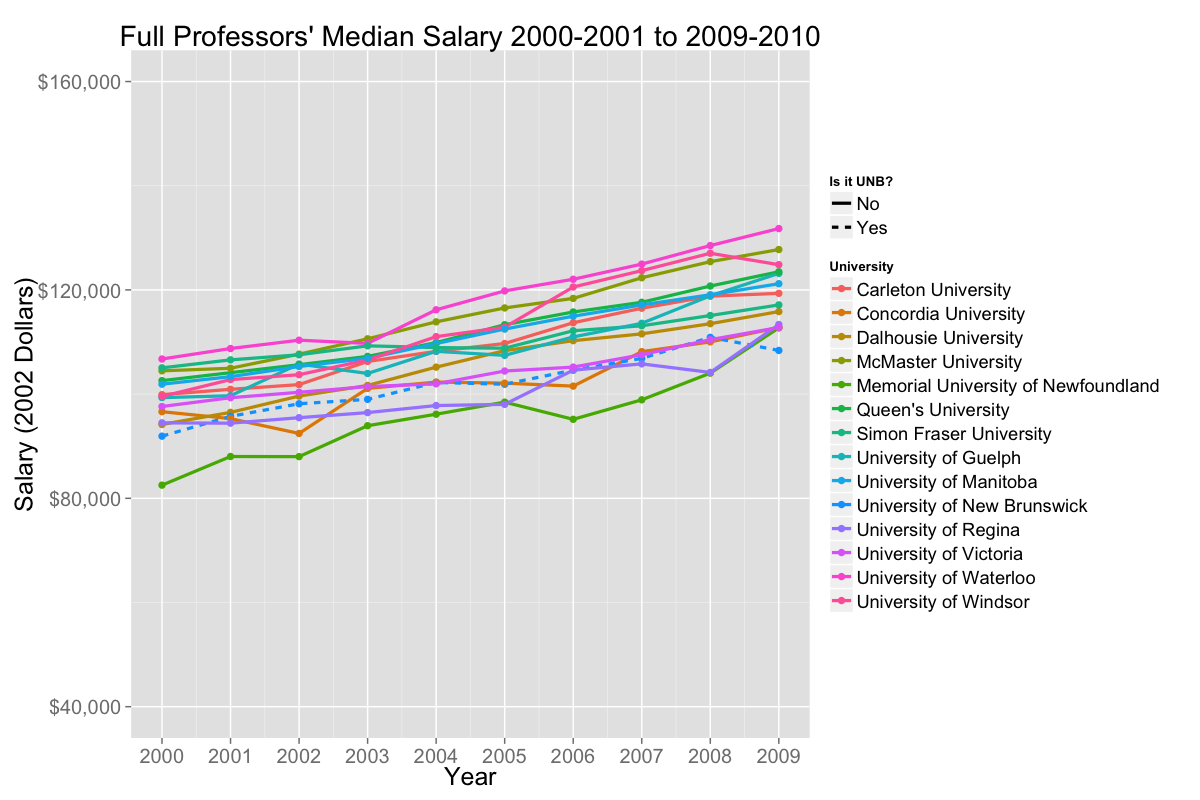 Full Professors' Median Salary 2000-2001 to 2009-2010
Salary (2002 Dollars)
$160,000
$120,000
$80,000
$40,000
2000 2001 2002 2003 2004 2005 2006 2007 2008 2009
Year
Is it UNB?
No
Yes
University
Carleton University
Concordia University
Dalhousie University
McMaster University
Memorial University of Newfoundland
Queen's University
Simon Fraser University
University of Guelph
University of Manitoba
University of New Brunswick
University of Regina
University of Victoria
University of Waterloo
University of Windsor